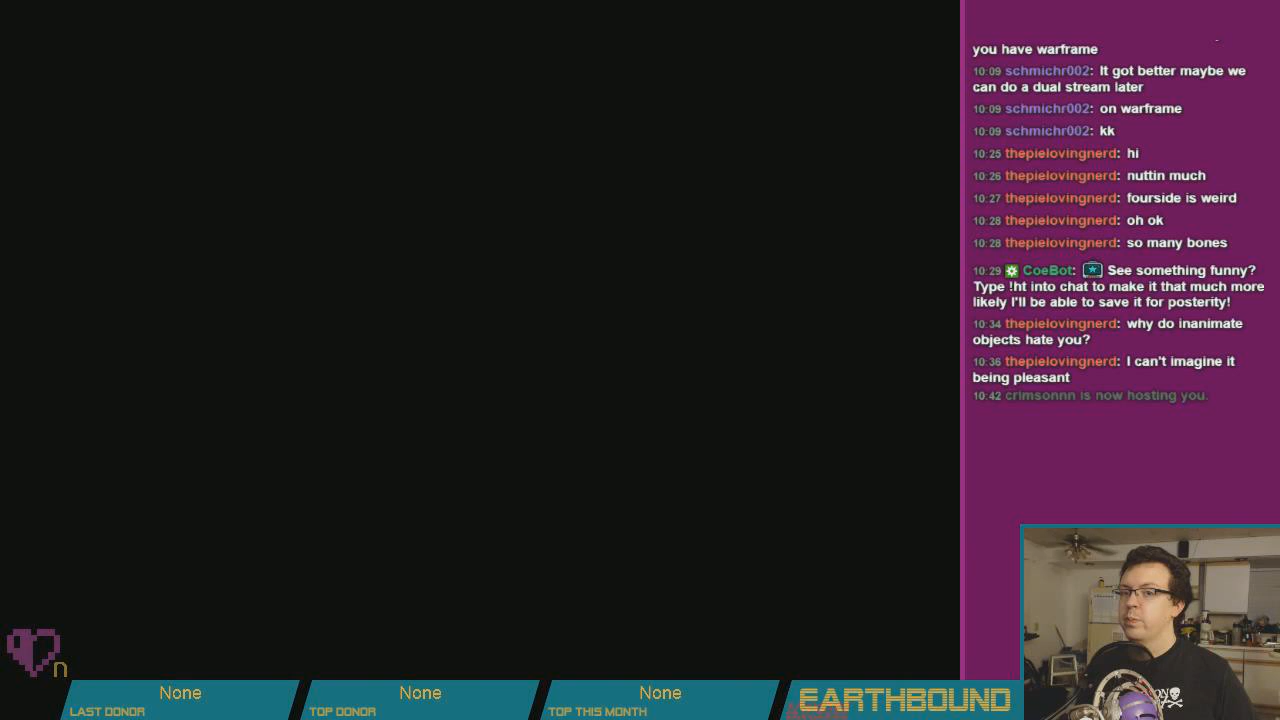 you have warframe
10:09 schmichr002: It got better maybe we
can do a dual stream later
10:09 schmichr002: on warframe
10:09 schmichr002: kk
10:25 thepielovingnerd: hi
10:26 thepielovingnerd: nuttin much
10:27 thepielovingnerd: fourside is weird
10:28 thepielovingnerd: oh ok
10:28 thepielovingnerd: so many bones
10:29 CoeBot: See something funny?
Type !ht into chat to make it that much more
likely I'll be able to save it for posterity!
10:34 thepielovingnerd: why do inanimate
objects hate you?
10:36 thepielovingnerd: I can't imagine it
being pleasant
10:42 crimsonnn is now hosting you.
n
None
LAST DONOR
None
TOP DONOR
None
TOP THIS MONTH
EARTHBOUND